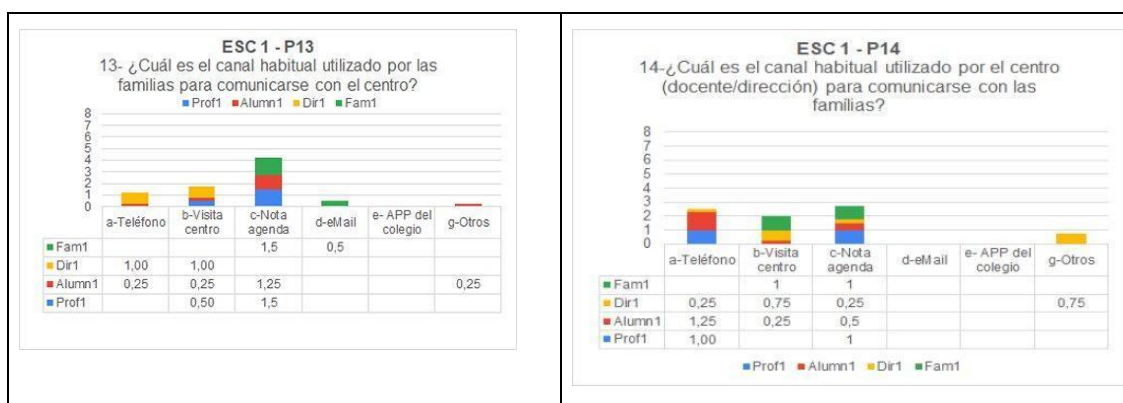 ESC 1 - P13
13- ¿Cuál es el canal habitual utilizado por las
familias para comunicarse con el centro?
Prof1 Alumn1 Dir1 Fam1
8
7
6
5
4
3
2
1
0
a-Teléfono b-Visita centro c-Nota agenda d-eMail e- APP del colegio g-Otros
Fam1 1,5 0,5
Dir1 1,00 1,00
Alumn1 0,25 0,25 1,25 0,25
Prof1 0,50 1,5
ESC 1 - P14
14-¿Cuál es el canal habitual utilizado por el centro
(docente/dirección) para comunicarse con las
familias?
8
7
6
5
4
3
2
1
0
a-Teléfono b-Visita centro c-Nota agenda d-eMail e- APP del colegio g-Otros
Fam1 1 1
Dir1 0,25 0,75 0,25 0,75
Alumn1 1,25 0,25 0,5
Prof1 1,00 1
Prof1 Alumn1 Dir1 Fam1